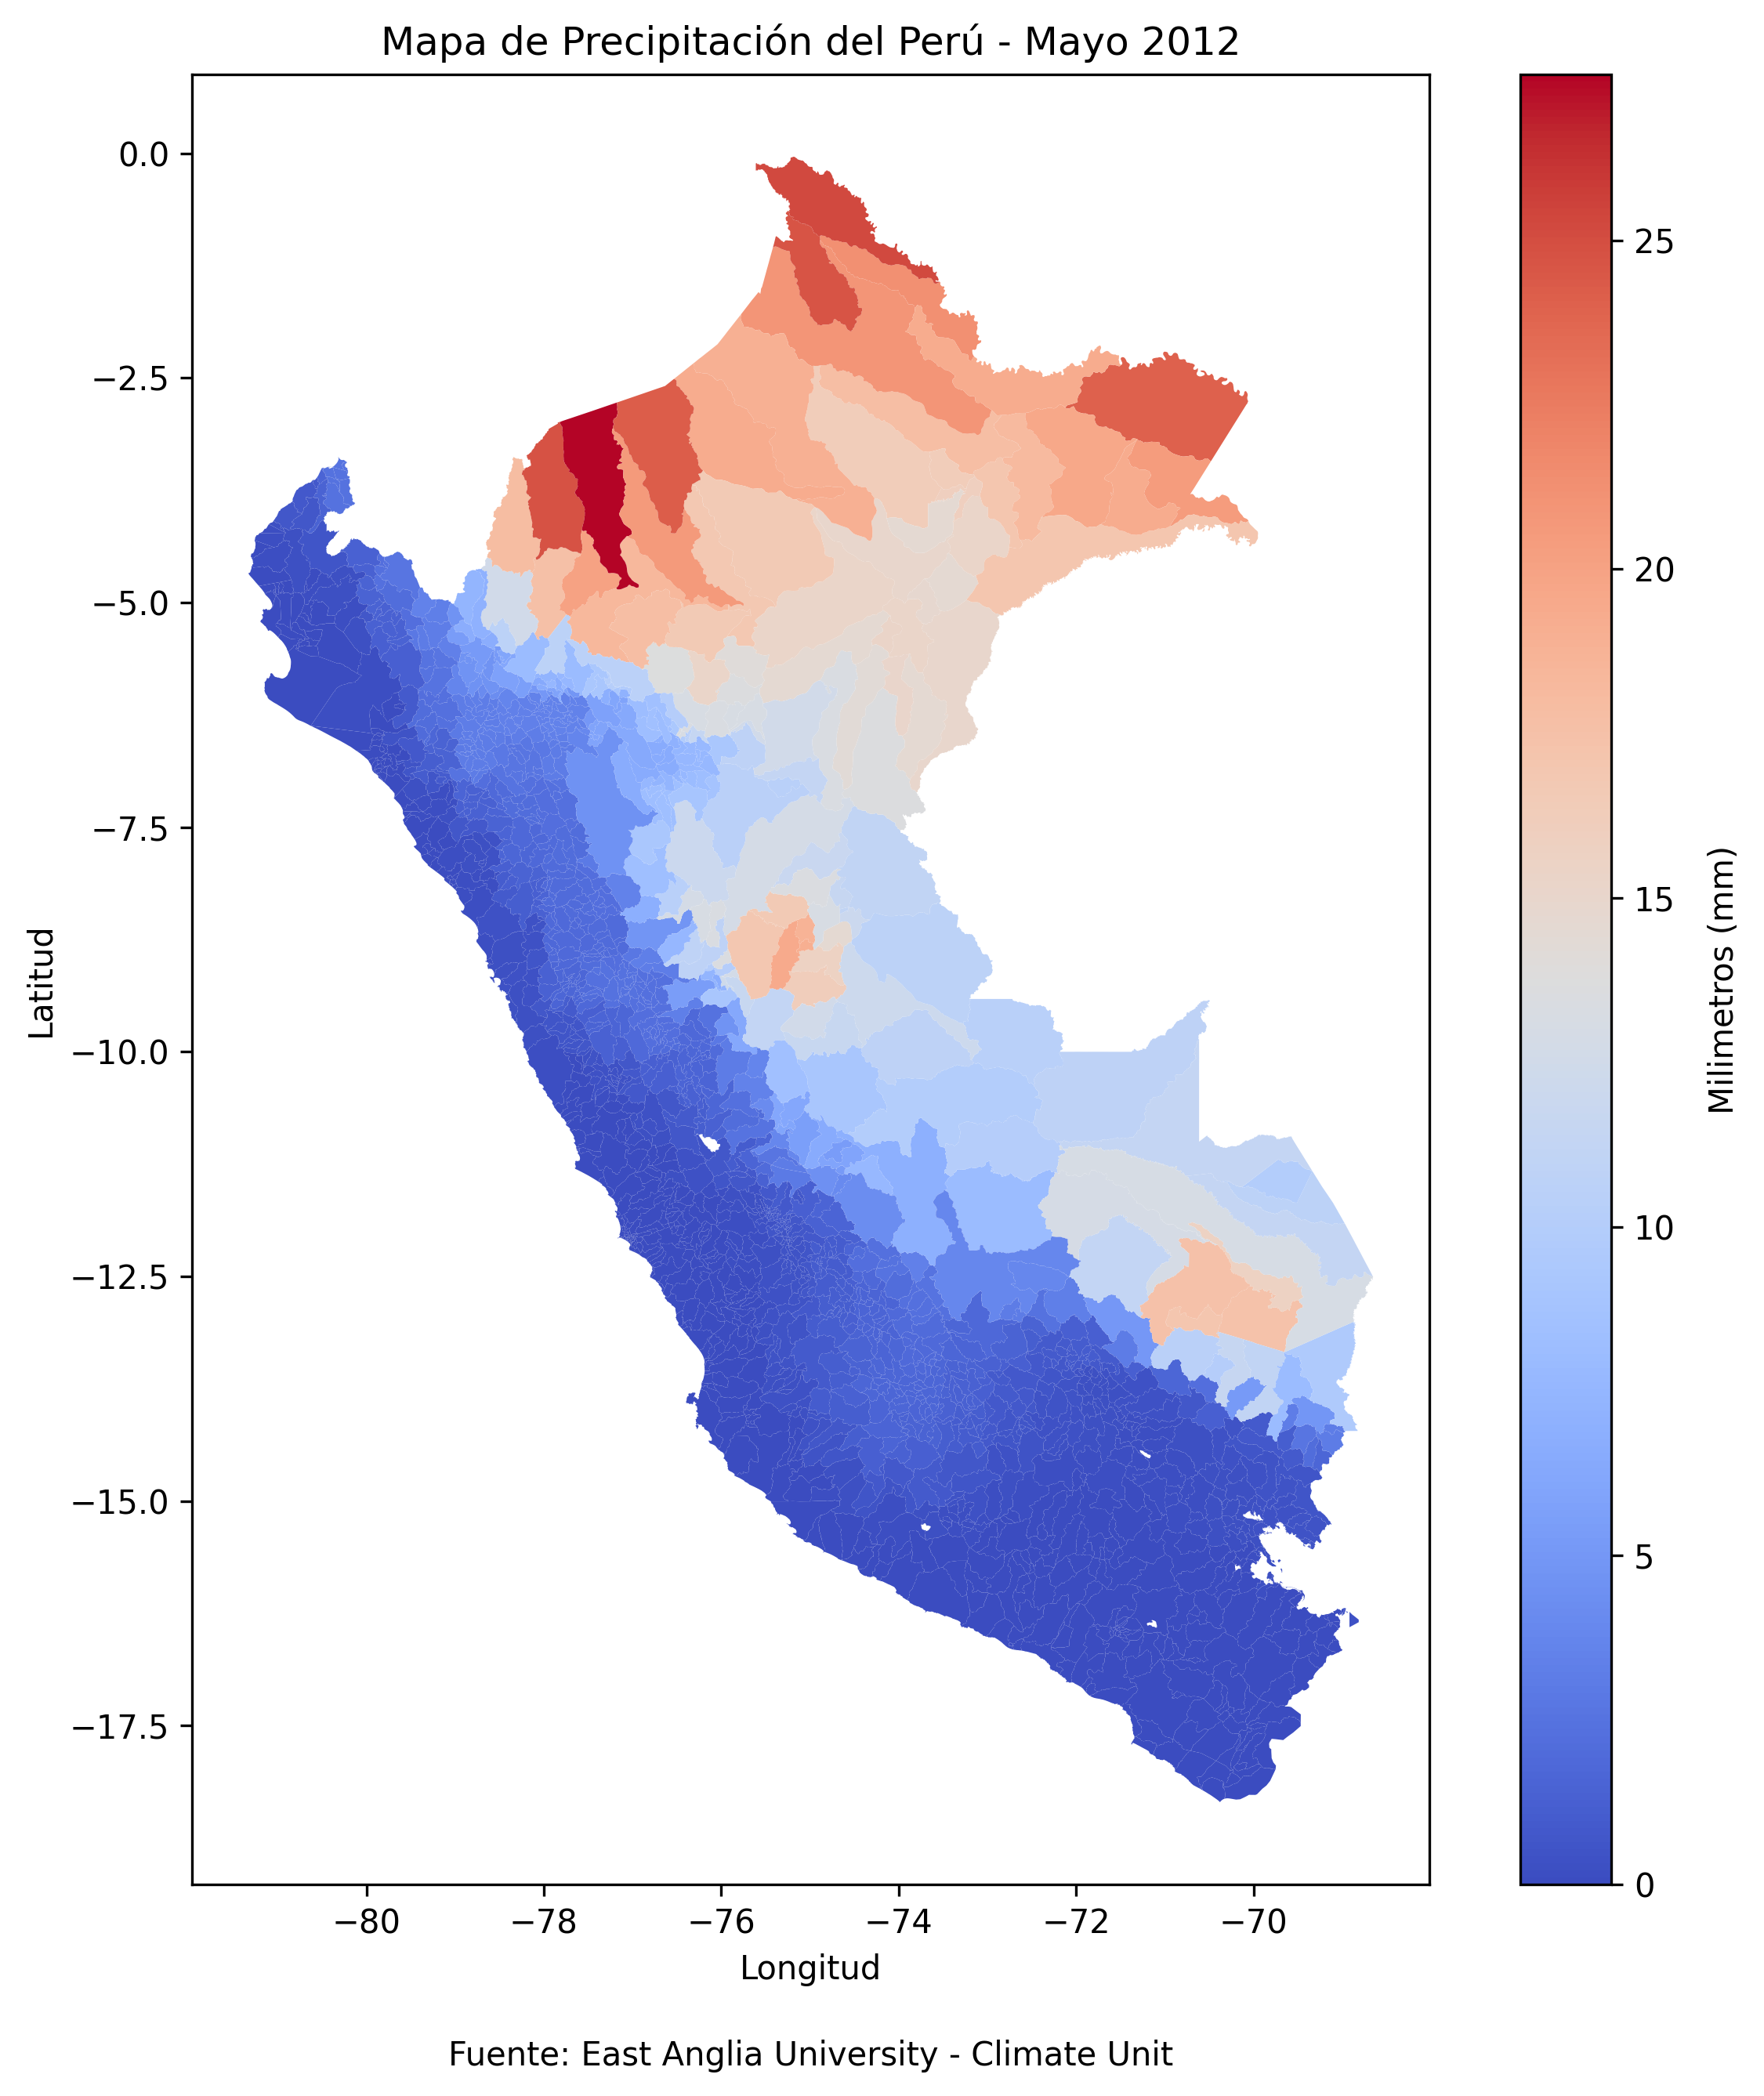 Mapa de Precipitación del Perú - Mayo 2012
0.0
−2.5
−5.0
−7.5
−10.0
−12.5
−15.0
−17.5
Latitud
−80 −78 −76 −74 −72 −70
Longitud
25
20
15
10
5
0
Milimetros (mm)
Fuente: East Anglia University - Climate Unit